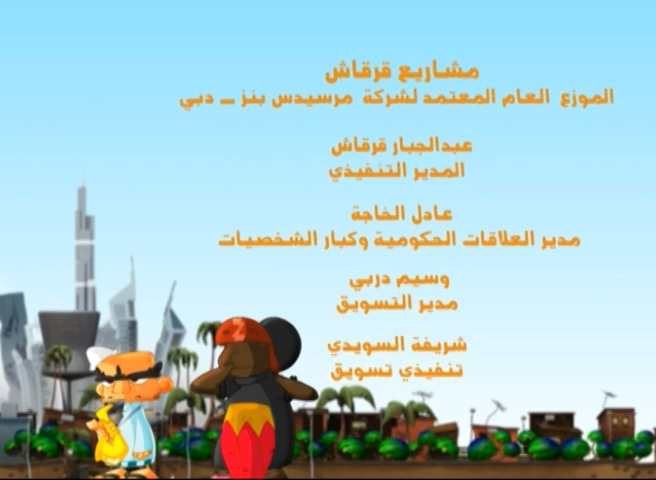 مشاريع قرقاش
الموزع العام المعتمد لشركة مرسيدس بنز – دبي
عبدالجبار قرقاش
المدير التنفيذي
عادل الخاجة
مدير العلاقات الحكومية وكبار الشخصيات
وسيم دربي
مدير التسويق
شريفة السويدي
تنفيذي تسويق